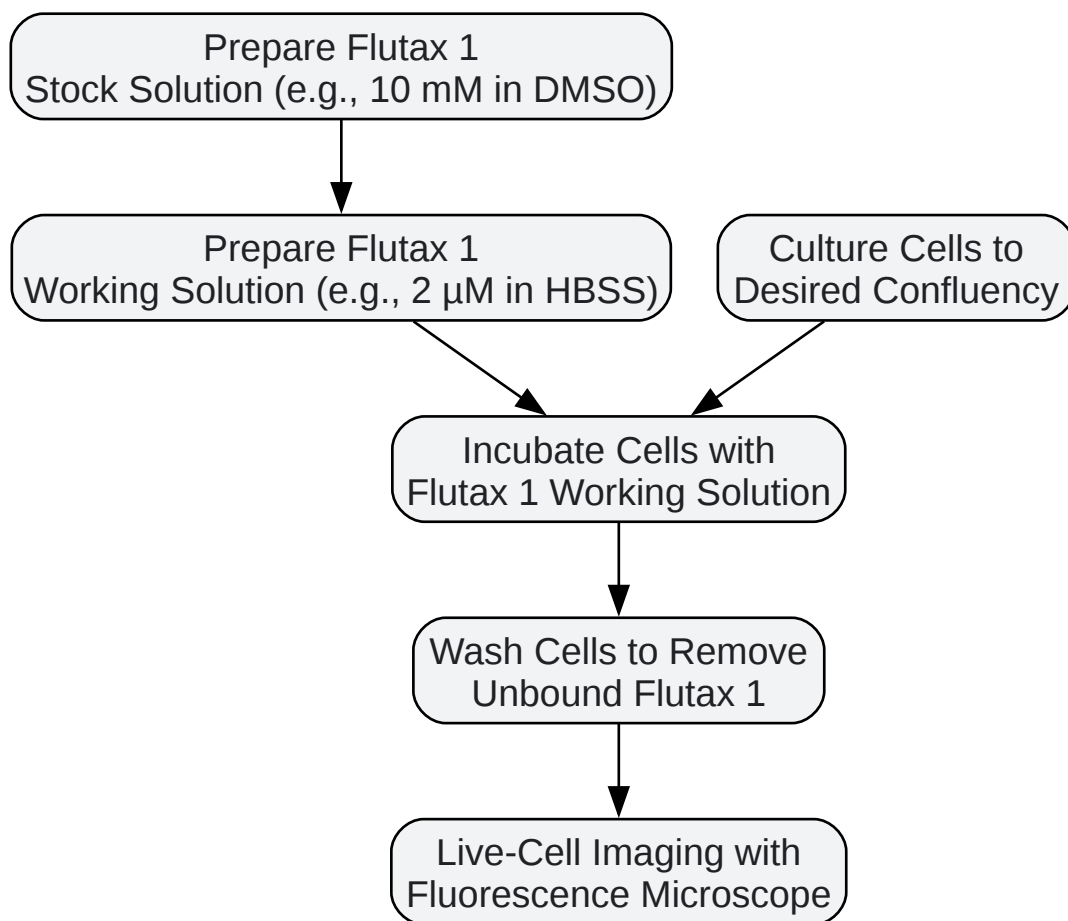 Prepare Flutax 1
Stock Solution (e.g., 10 mM in DMSO)
Prepare Flutax 1
Working Solution (e.g., 2 µM in HBSS)
Culture Cells to
Desired Confluency
Incubate Cells with
Flutax 1 Working Solution
Wash Cells to Remove
Unbound Flutax 1
Live-Cell Imaging with
Fluorescence Microscope